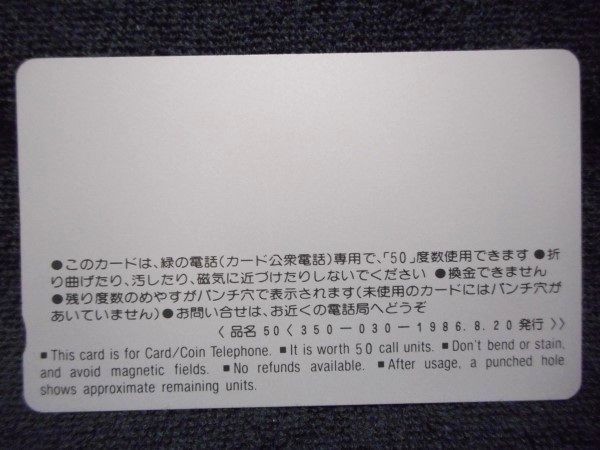 ●このカードは、緑の電話(カード公衆電話)専用で、「50」度数使用できます ●折
り曲げたり、汚したり、磁気に近づけたりしないでください ●換金できません
●残り度数のめやすがパンチ穴で表示されます(未使用のカードにはパンチ穴が
あいていません) ●お問い合せは、お近くの電話局へどうぞ
〈 品名 50〈 350－030－1986.8.20 発行 〉〉
■ This card is for Card/Coin Telephone. ■ It is worth 50 call units. ■ Don't bend or stain,
and avoid magnetic fields. ■ No refunds available. ■ After usage, a punched hole
shows approximate remaining units.